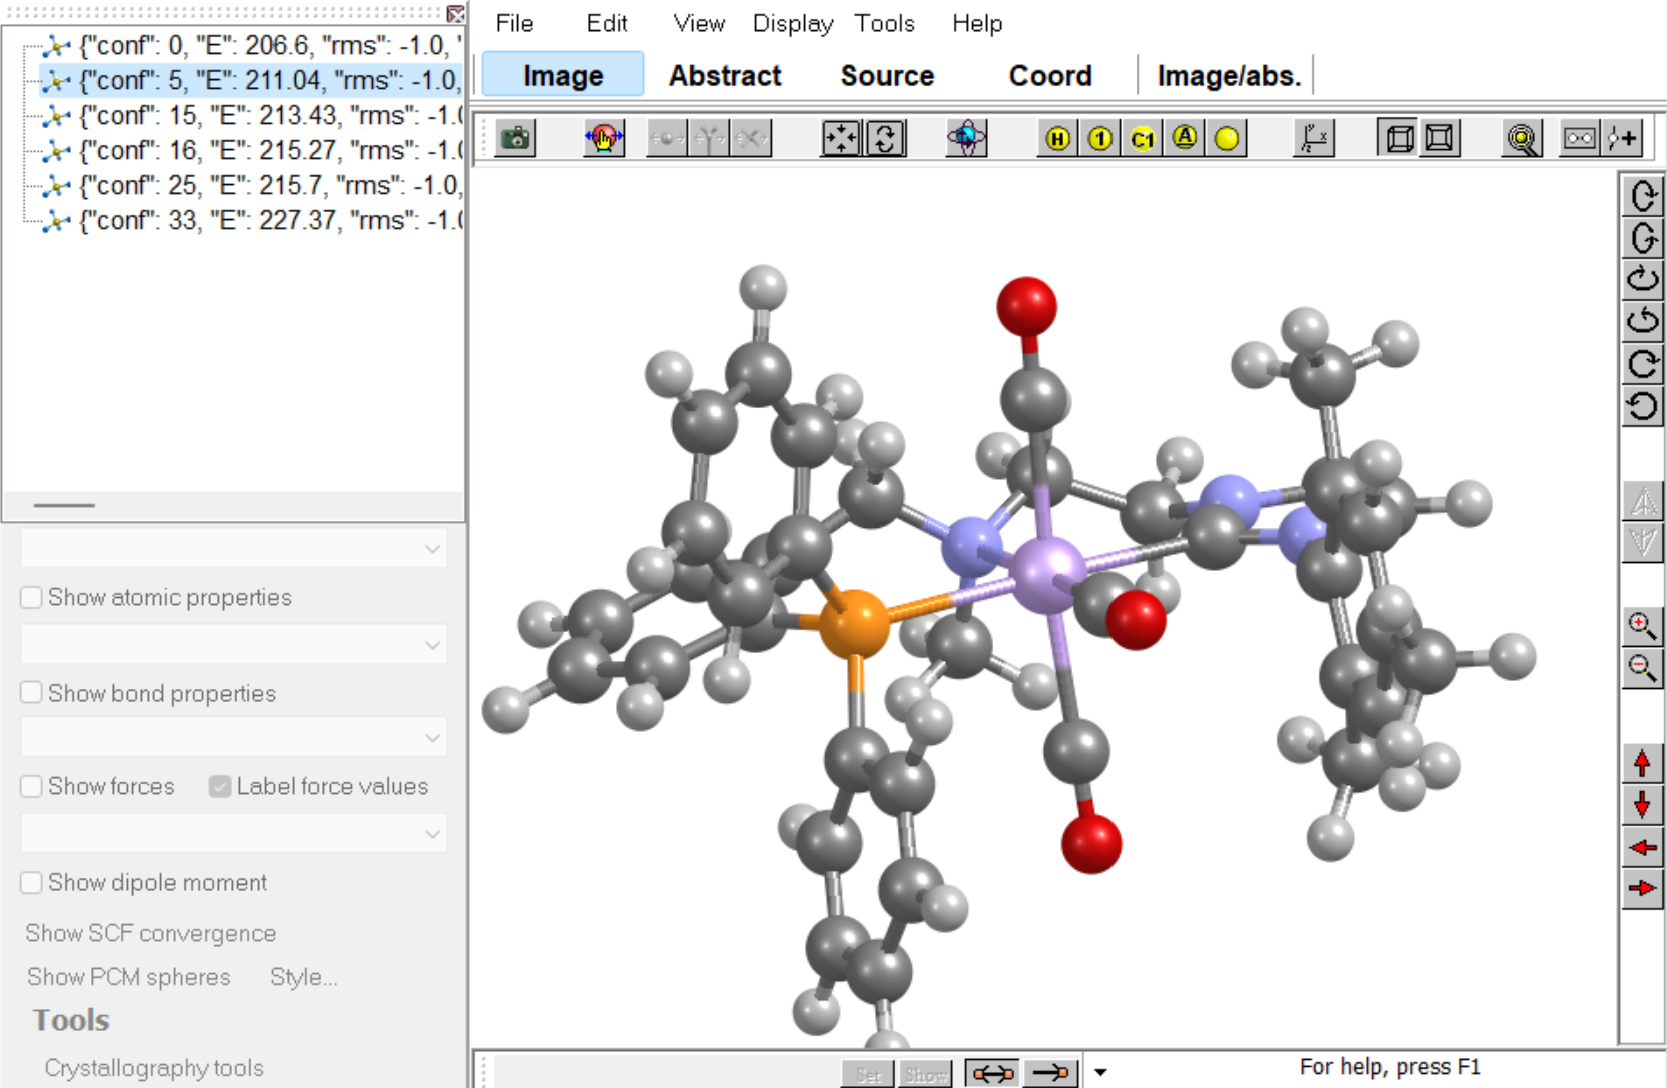 {"conf": 0, "E": 206.6, "rms": -1.0, '
{"conf": 5, "E": 211.04, "rms": -1.0,
{"conf": 15, "E": 213.43, "rms": -1.0
{"conf": 16, "E": 215.27, "rms": -1.0
{"conf": 25, "E": 215.7, "rms": -1.0,
{"conf": 33, "E": 227.37, "rms": -1.0
File Edit View Display Tools Help
Image Abstract Source Coord Image/abs.
H 1 C1 A
y x z
Show atomic properties
Show bond properties
Show forces Label force values
Show dipole moment
Show SCF convergence
Show PCM spheres Style...
Tools
Crystallography tools
Set Show For help, press F1